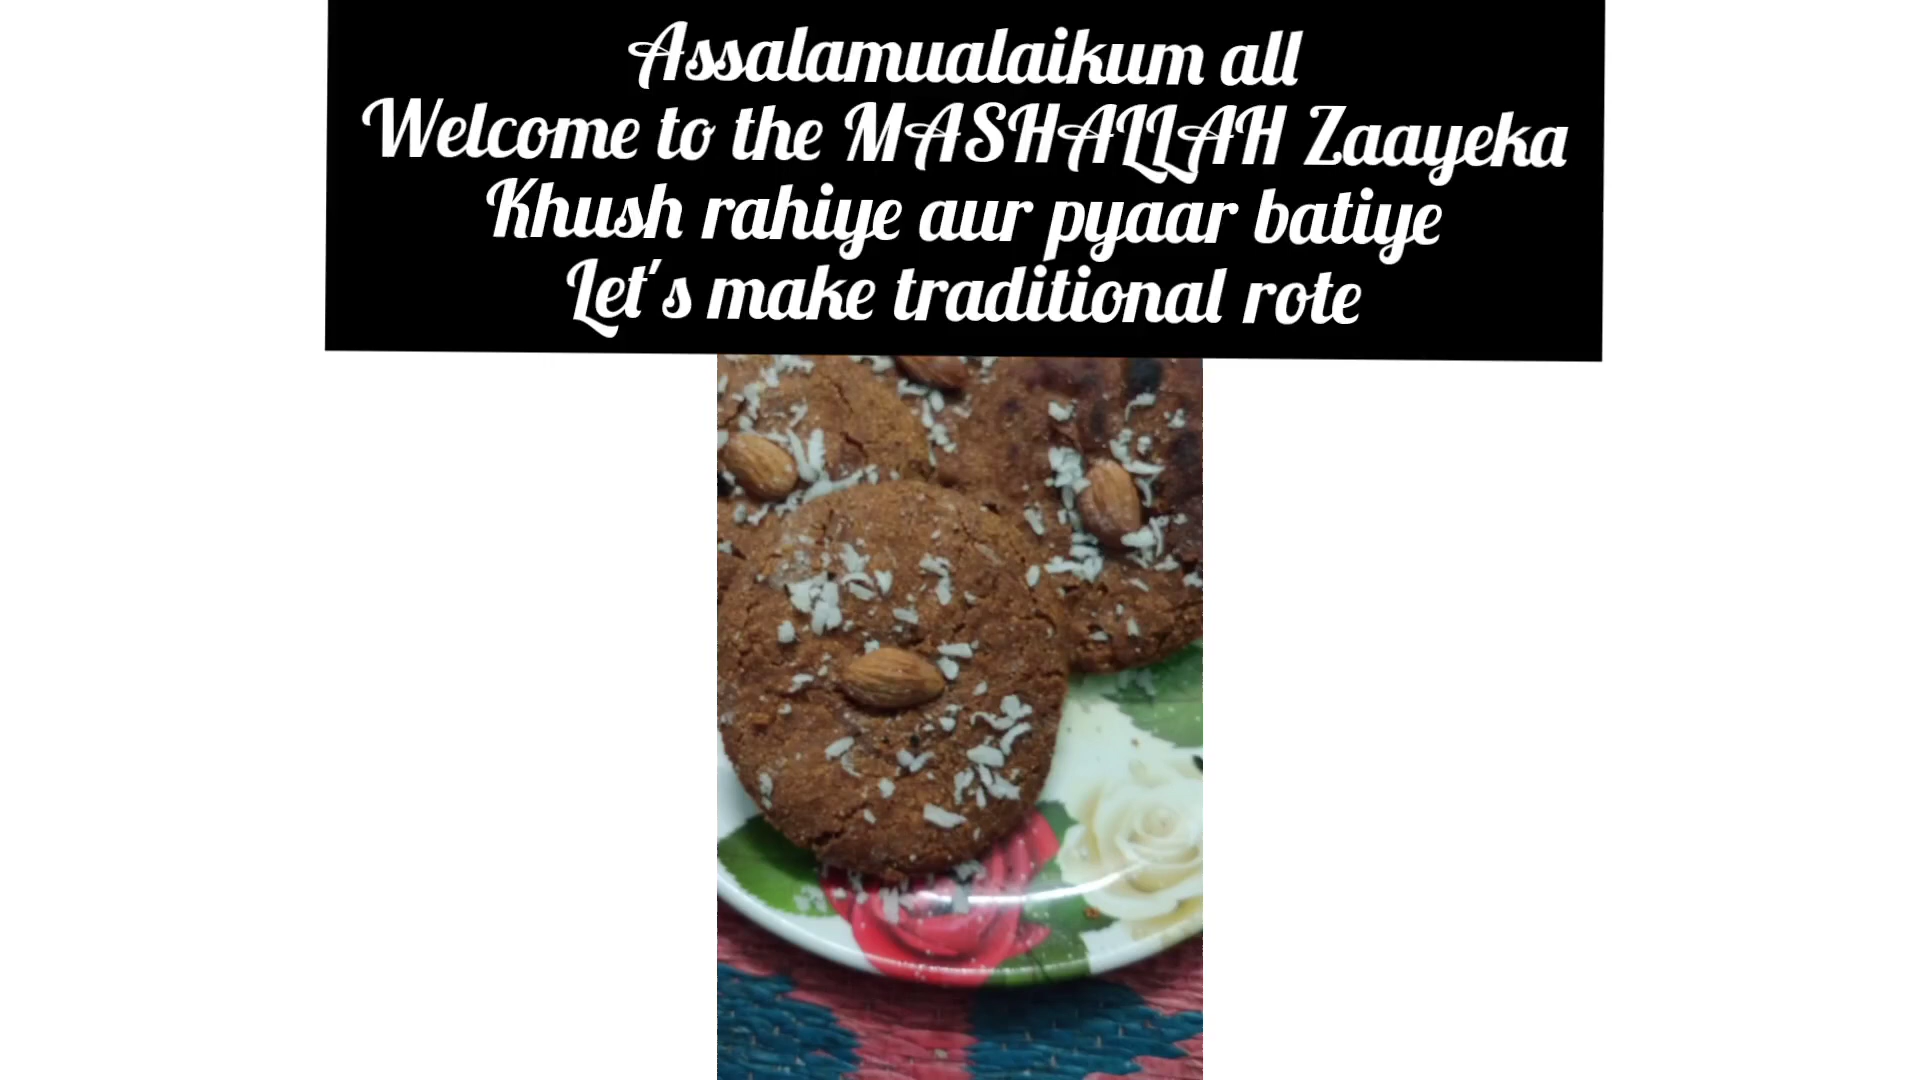 Assalamualaikum all
Welcome to the MASHALLAH Zaayeka
Khush rahiye aur pyaar batiye
Let's make traditional rote